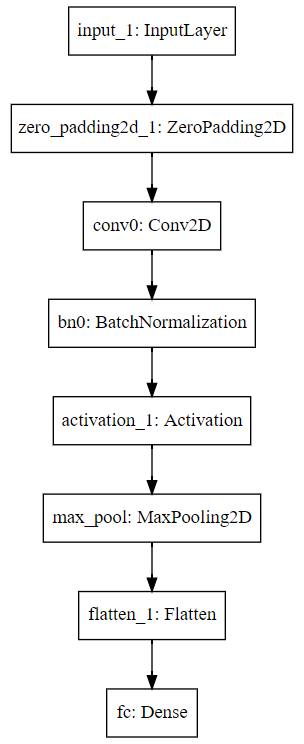 input_1: InputLayer
zero_padding2d_1: ZeroPadding2D
conv0: Conv2D
bn0: BatchNormalization
activation_1: Activation
max_pool: MaxPooling2D
flatten_1: Flatten
fc: Dense